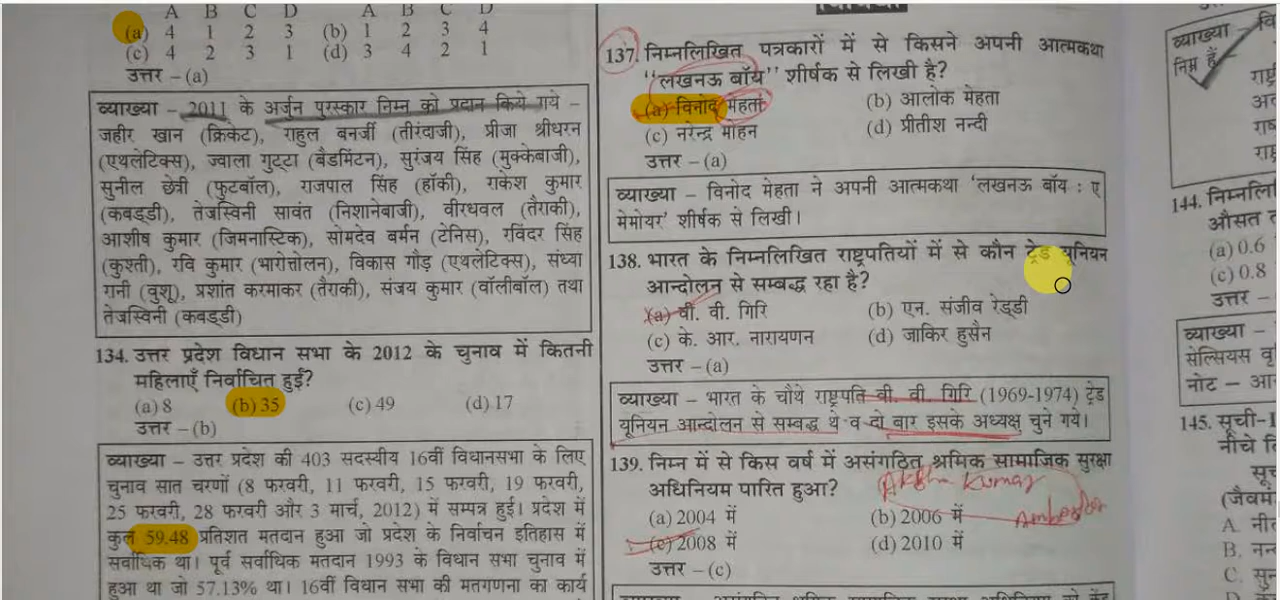 A B C D A B C D
(a) 4 1 2 3 (b) 1 2 3 4
(c) 4 2 3 1 (d) 3 4 2 1
उत्तर – (a)
व्याख्या – 2011 के अर्जुन पुरस्कार निम्न को प्रदान किये गये –
जहीर खान (क्रिकेट), राहुल बनर्जी (तीरंदाजी), प्रीजा श्रीधरन
(एथलेटिक्स), ज्वाला गुट्टा (बैडमिंटन), सुरंजय सिंह (मुक्केबाजी),
सुनील छेत्री (फुटबॉल), राजपाल सिंह (हॉकी), राकेश कुमार
(कबड्डी), तेजस्विनी सावंत (निशानेबाजी), वीरधवल (तैराकी),
आशीष कुमार (जिमनास्टिक), सोमदेव बर्मन (टेनिस), रविंदर सिंह
(कुश्ती), रवि कुमार (भारोत्तोलन), विकास गौड़ (एथलेटिक्स), संध्या
रानी (वुशू), प्रशांत करमाकर (तैराकी), संजय कुमार (वॉलीबॉल) तथा
तेजस्विनी (कबड्डी)
134. उत्तर प्रदेश विधान सभा के 2012 के चुनाव में कितनी
महिलाएँ निर्वाचित हुईं?
(a) 8 (b) 35 (c) 49 (d) 17
उत्तर – (b)
व्याख्या – उत्तर प्रदेश की 403 सदस्यीय 16वीं विधानसभा के लिए
चुनाव सात चरणों (8 फरवरी, 11 फरवरी, 15 फरवरी, 19 फरवरी,
25 फरवरी, 28 फरवरी और 3 मार्च, 2012) में सम्पन्न हुई। प्रदेश में
कुल 59.48 प्रतिशत मतदान हुआ जो प्रदेश के निर्वाचन इतिहास में
सर्वाधिक था। पूर्व सर्वाधिक मतदान 1993 के विधान सभा चुनाव में
हुआ था जो 57.13% था। 16वीं विधान सभा की मतगणना का कार्य
137. निम्नलिखित पत्रकारों में से किसने अपनी आत्मकथा
"लखनऊ बॉय" शीर्षक से लिखी है?
(a) विनोद मेहता (b) आलोक मेहता
(c) नरेन्द्र मोहन (d) प्रीतीश नन्दी
उत्तर – (a)
व्याख्या – विनोद मेहता ने अपनी आत्मकथा 'लखनऊ बॉय : ए
मेमोयर' शीर्षक से लिखी।
138. भारत के निम्नलिखित राष्ट्रपतियों में से कौन ट्रेड यूनियन
आन्दोलन से सम्बद्ध रहा है?
(a) वी. वी. गिरि (b) एन. संजीव रेड्डी
(c) के. आर. नारायणन (d) जाकिर हुसैन
उत्तर – (a)
व्याख्या – भारत के चौथे राष्ट्रपति वी. वी. गिरि (1969-1974) ट्रेड
यूनियन आन्दोलन से सम्बद्ध थे व दो बार इसके अध्यक्ष चुने गये।
139. निम्न में से किस वर्ष में असंगठित श्रमिक सामाजिक सुरक्षा
अधिनियम पारित हुआ?
Akshu Kumar
(a) 2004 में (b) 2006 में
(c) 2008 में (d) 2010 में
उत्तर – (c)
व्याख्या –
निम्न हैं –
144. निम्नलि
औसत
(a) 0.6
(c) 0.8
उत्तर –
व्याख्या –
सेल्सियस
नोट –
145. सूची-I
नीचे
(जैवमं
A. नी
B. नन
C. सु